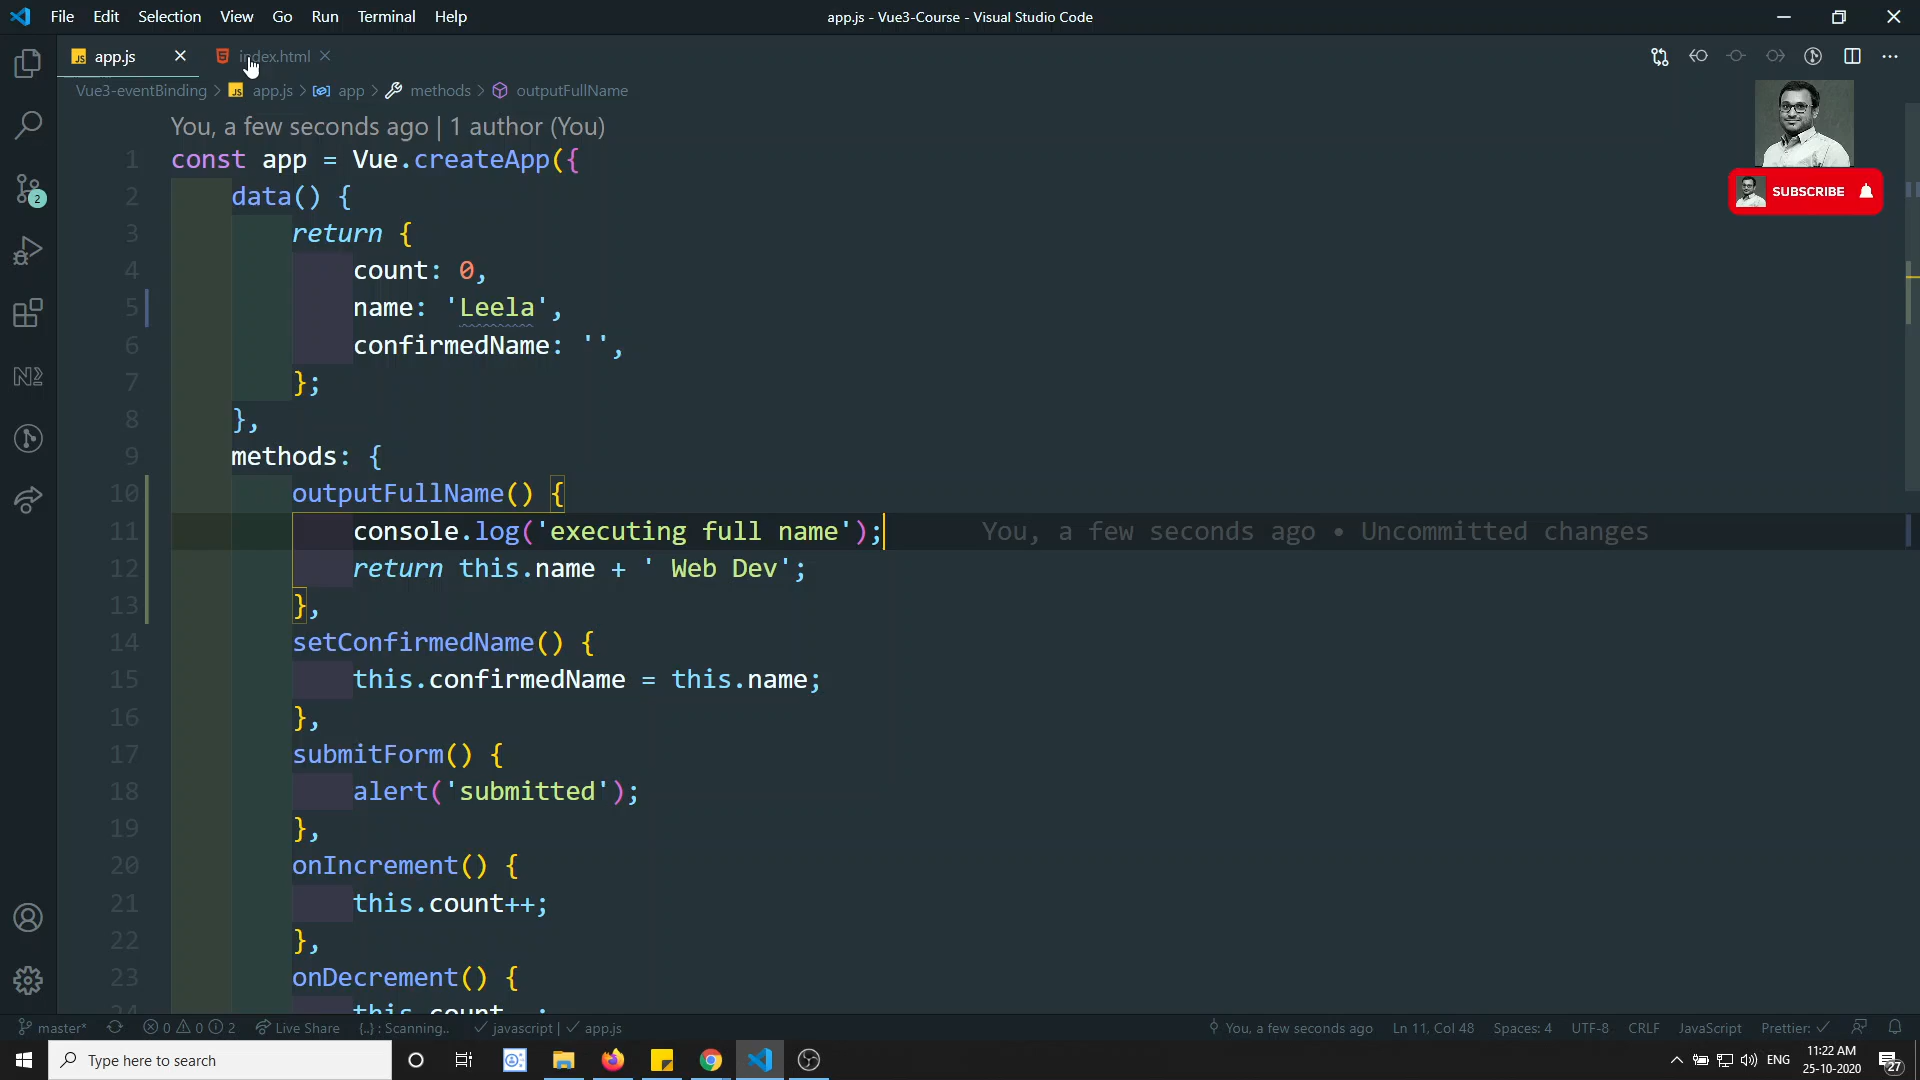 File Edit Selection View Go Run Terminal Help
app.js - Vue3-Course - Visual Studio Code
JS app.js
index.html
Vue3-eventBinding > JS app.js > app > methods > outputFullName
You, a few seconds ago | 1 author (You)
SUBSCRIBE
1 const app = Vue.createApp({
2 data() {
3 return {
4 count: 0,
5 name: 'Leela',
6 confirmedName: '',
7 };
8 },
9 methods: {
10 outputFullName() {
11 console.log('executing full name'); You, a few seconds ago • Uncommitted changes
12 return this.name + ' Web Dev';
13 },
14 setConfirmedName() {
15 this.confirmedName = this.name;
16 },
17 submitForm() {
18 alert('submitted');
19 },
20 onIncrement() {
21 this.count++;
22 },
23 onDecrement() {
24 this.count
2
N
master* 0 0 2 Live Share {..} : Scanning.. javascript | app.js
You, a few seconds ago Ln 11, Col 48 Spaces: 4 UTF-8 CRLF JavaScript Prettier: ✓
Type here to search
ENG
11:22 AM
25-10-2020
27